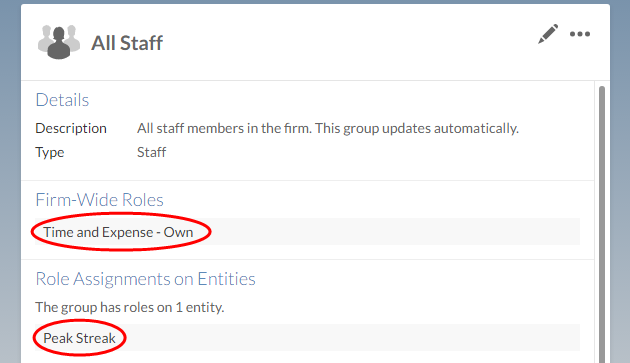 All Staff
Details
Description All staff members in the firm. This group updates automatically.
Type Staff
Firm-Wide Roles
Time and Expense - Own
Role Assignments on Entities
The group has roles on 1 entity.
Peak Streak